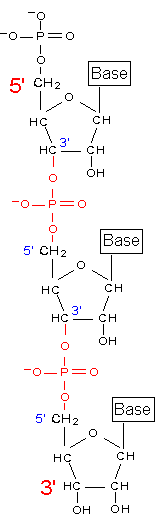 ⁻O
⁻O P O
O
5' CH₂ Base
O
HC CH
HC CH
3'
O OH
⁻O P O
O
5' CH₂ Base
O
HC CH
HC CH
3'
O OH
⁻O P O
O
5' CH₂ Base
O
HC CH
3' HC CH
OH OH